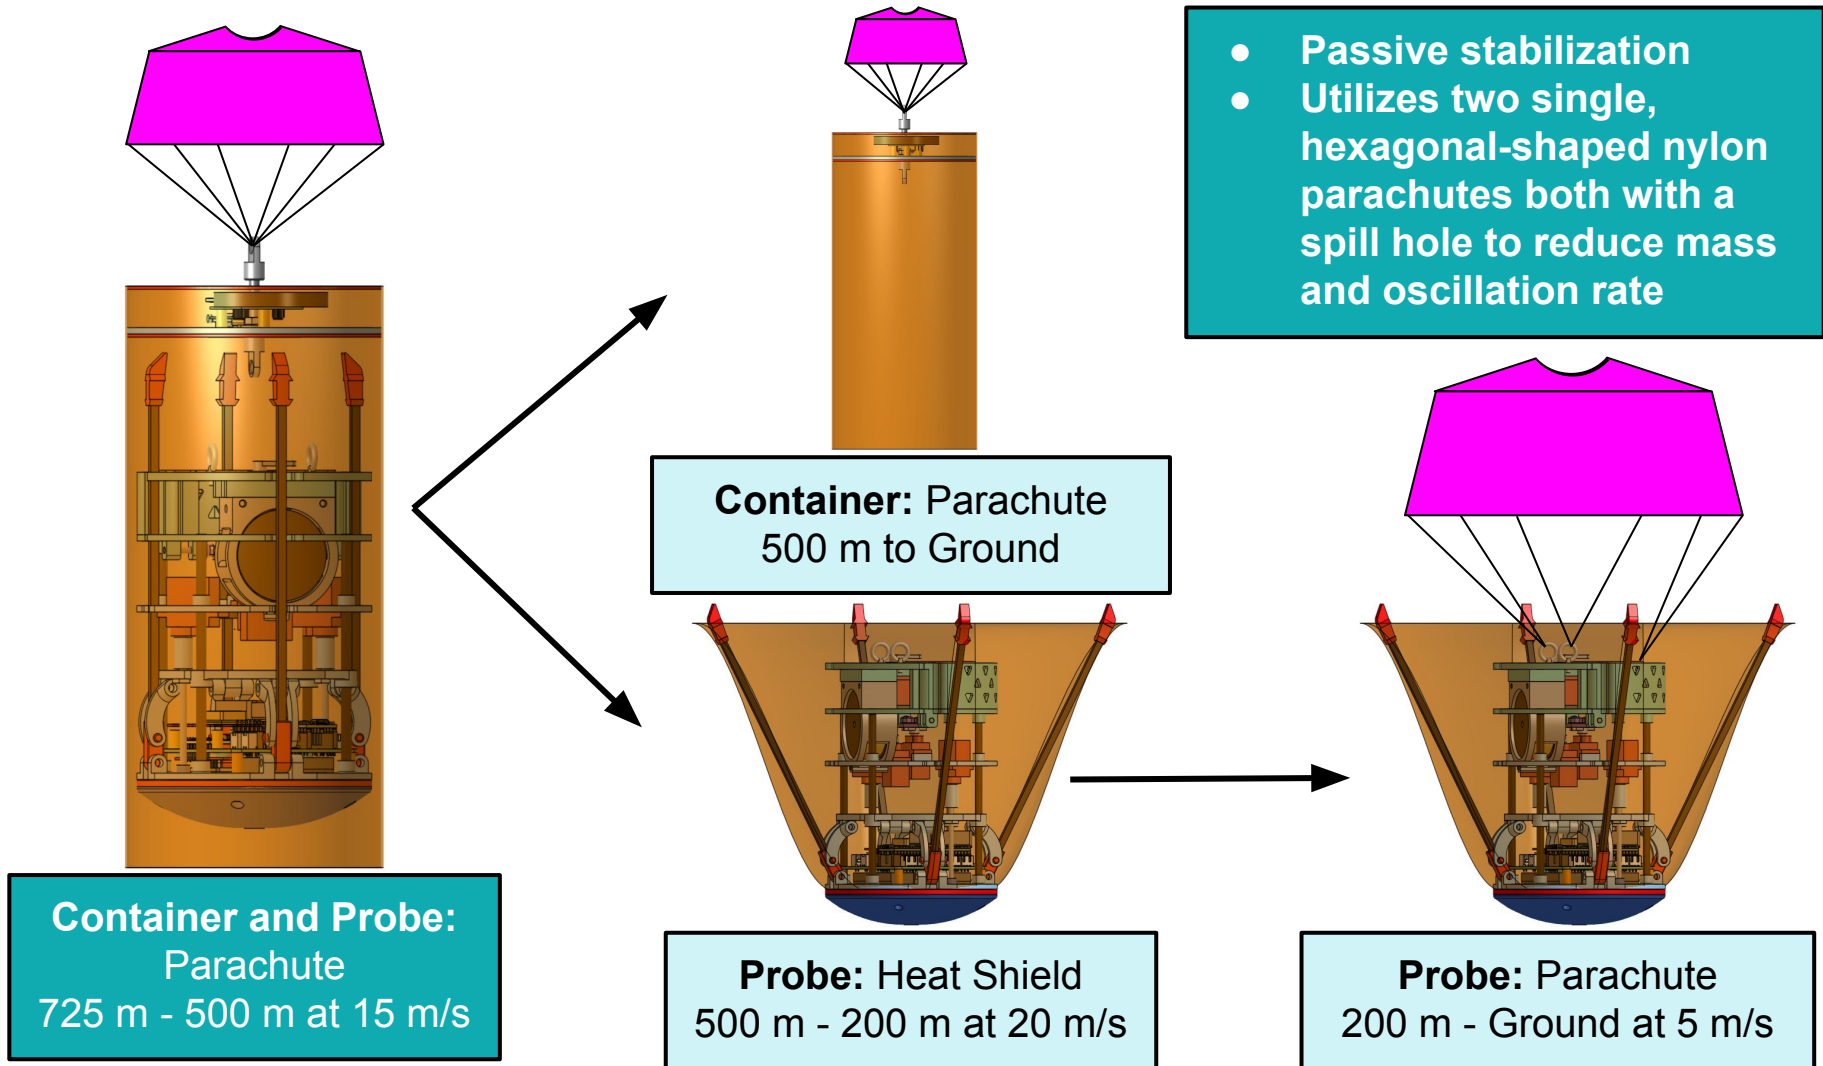 ● Passive stabilization
● Utilizes two single,
hexagonal-shaped nylon
parachutes both with a
spill hole to reduce mass
and oscillation rate
Container: Parachute
500 m to Ground
Container and Probe:
Parachute
725 m - 500 m at 15 m/s
Probe: Heat Shield
500 m - 200 m at 20 m/s
Probe: Parachute
200 m - Ground at 5 m/s